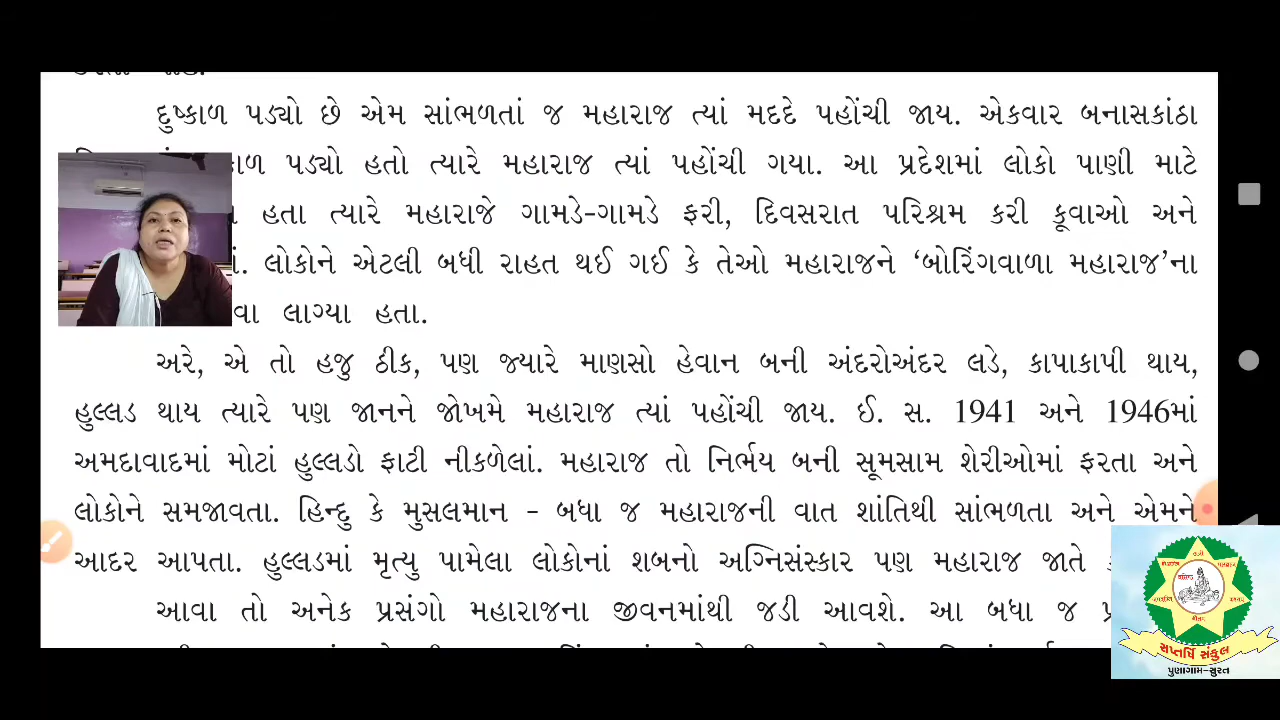 દુષ્કાળ પડ્યો છે એમ સાંભળતાં જ મહારાજ ત્યાં મદદે પહોંચી જાય. એકવાર બનાસકાંઠા
પડ્યો હતો ત્યારે મહારાજ ત્યાં પહોંચી ગયા. આ પ્રદેશમાં લોકો પાણી માટે
હતા ત્યારે મહારાજે ગામડે-ગામડે ફરી, દિવસરાત પરિશ્રમ કરી કૂવાઓ અને
લોકોને એટલી બધી રાહત થઈ ગઈ કે તેઓ મહારાજને ‘બોરિંગવાળા મહારાજ’ના
લાગ્યા હતા.
અરે, એ તો હજુ ઠીક, પણ જ્યારે માણસો હેવાન બની અંદરોઅંદર લડે, કાપાકાપી થાય,
હુલ્લડ થાય ત્યારે પણ જાનને જોખમે મહારાજ ત્યાં પહોંચી જાય. ઈ. સ. 1941 અને 1946માં
અમદાવાદમાં મોટાં હુલ્લડો ફાટી નીકળેલાં. મહારાજ તો નિર્ભય બની સૂમસામ શેરીઓમાં ફરતા અને
લોકોને સમજાવતા. હિન્દુ કે મુસલમાન - બધા જ મહારાજની વાત શાંતિથી સાંભળતા અને એમને
આદર આપતા. હુલ્લડમાં મૃત્યુ પામેલા લોકોનાં શબનો અગ્નિસંસ્કાર પણ મહારાજ જાતે
આવા તો અનેક પ્રસંગો મહારાજના જીવનમાંથી જડી આવશે. આ બધા જ
સપ્તર્ષિ સંકુલ
પુણાગામ-સુરત